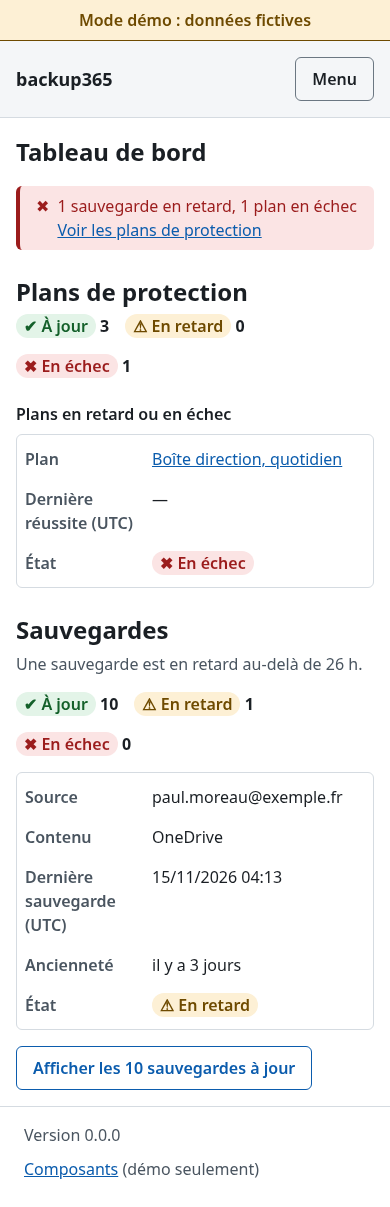 Mode démo : données fictives
backup365
Menu
Tableau de bord
✖ 1 sauvegarde en retard, 1 plan en échec
Voir les plans de protection
Plans de protection
✔ À jour 3 ⚠ En retard 0
✖ En échec 1
Plans en retard ou en échec
Plan Boîte direction, quotidien
Dernière
réussite (UTC) —
État ✖ En échec
Sauvegardes
Une sauvegarde est en retard au-delà de 26 h.
✔ À jour 10 ⚠ En retard 1
✖ En échec 0
Source paul.moreau@exemple.fr
Contenu OneDrive
Dernière 15/11/2026 04:13
sauvegarde
(UTC)
Ancienneté il y a 3 jours
État ⚠ En retard
Afficher les 10 sauvegardes à jour
Version 0.0.0
Composants (démo seulement)